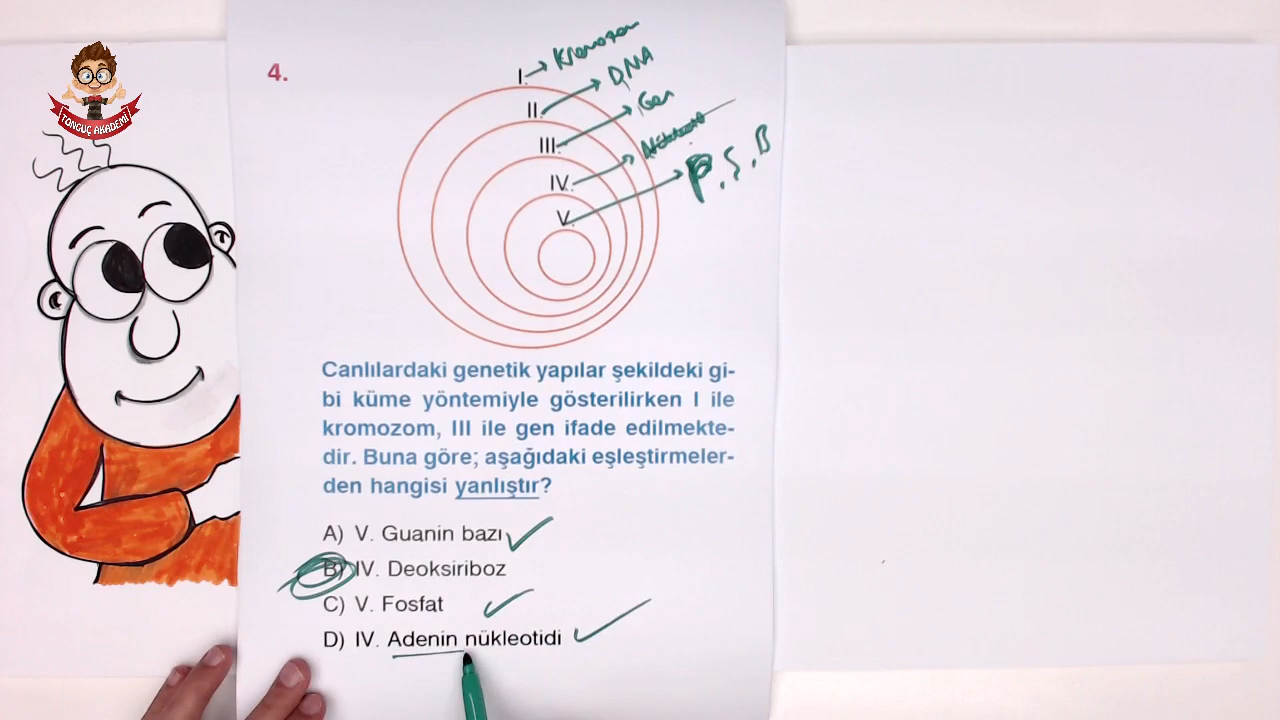 TONGUÇ AKADEMİ
4.
I. Kromozom
II. DNA
III. Gen
IV.
V. P, Ş, B
Canlılardaki genetik yapılar şekildeki gi-
bi küme yöntemiyle gösterilirken I ile
kromozom, III ile gen ifade edilmekte-
dir. Buna göre; aşağıdaki eşleştirmeler-
den hangisi yanlıştır?
A) V. Guanin bazı
B) IV. Deoksiriboz
C) V. Fosfat
D) IV. Adenin nükleotidi